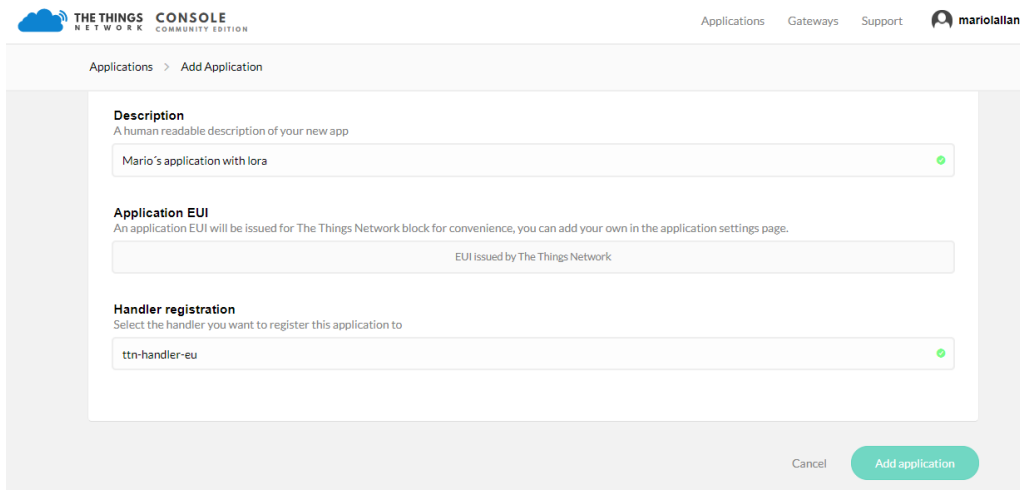 THE THINGS CONSOLE
NETWORK COMMUNITY EDITION
Applications Gateways Support mariolallan
Applications > Add Application
Description
A human readable description of your new app
Mario´s application with lora
Application EUI
An application EUI will be issued for The Things Network block for convenience, you can add your own in the application settings page.
EUI issued by The Things Network
Handler registration
Select the handler you want to register this application to
ttn-handler-eu
Cancel Add application